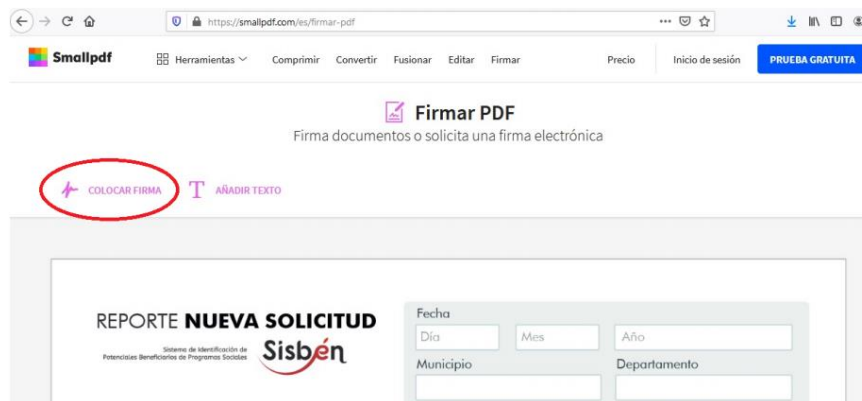 https://smallpdf.com/es/firmar-pdf
Smallpdf Herramientas Comprimir Convertir Fusionar Editar Firmar Precio Inicio de sesión PRUEBA GRATUITA
Firmar PDF
Firma documentos o solicita una firma electrónica
COLOCAR FIRMA T AÑADIR TEXTO
REPORTE NUEVA SOLICITUD
Sistema de Identificación de
Potenciales Beneficiarios de Programas Sociales
Sisbén
Fecha
Día Mes Año
Municipio Departamento